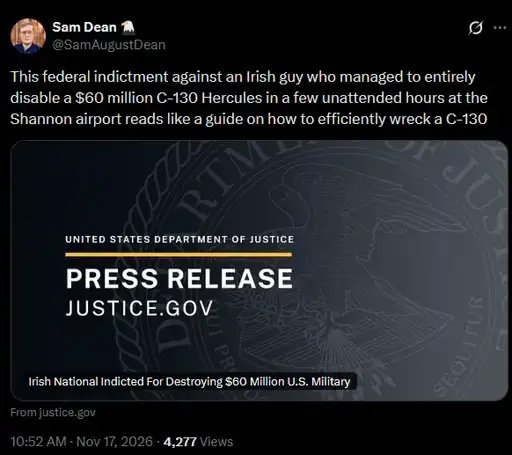 Sam Dean 🦅
@SamAugustDean
This federal indictment against an Irish guy who managed to entirely
disable a $60 million C-130 Hercules in a few unattended hours at the
Shannon airport reads like a guide on how to efficiently wreck a C-130
UNITED STATES DEPARTMENT OF JUSTICE
PRESS RELEASE
JUSTICE.GOV
Irish National Indicted For Destroying $60 Million U.S. Military
From justice.gov
10:52 AM · Nov 17, 2026 · 4,277 Views